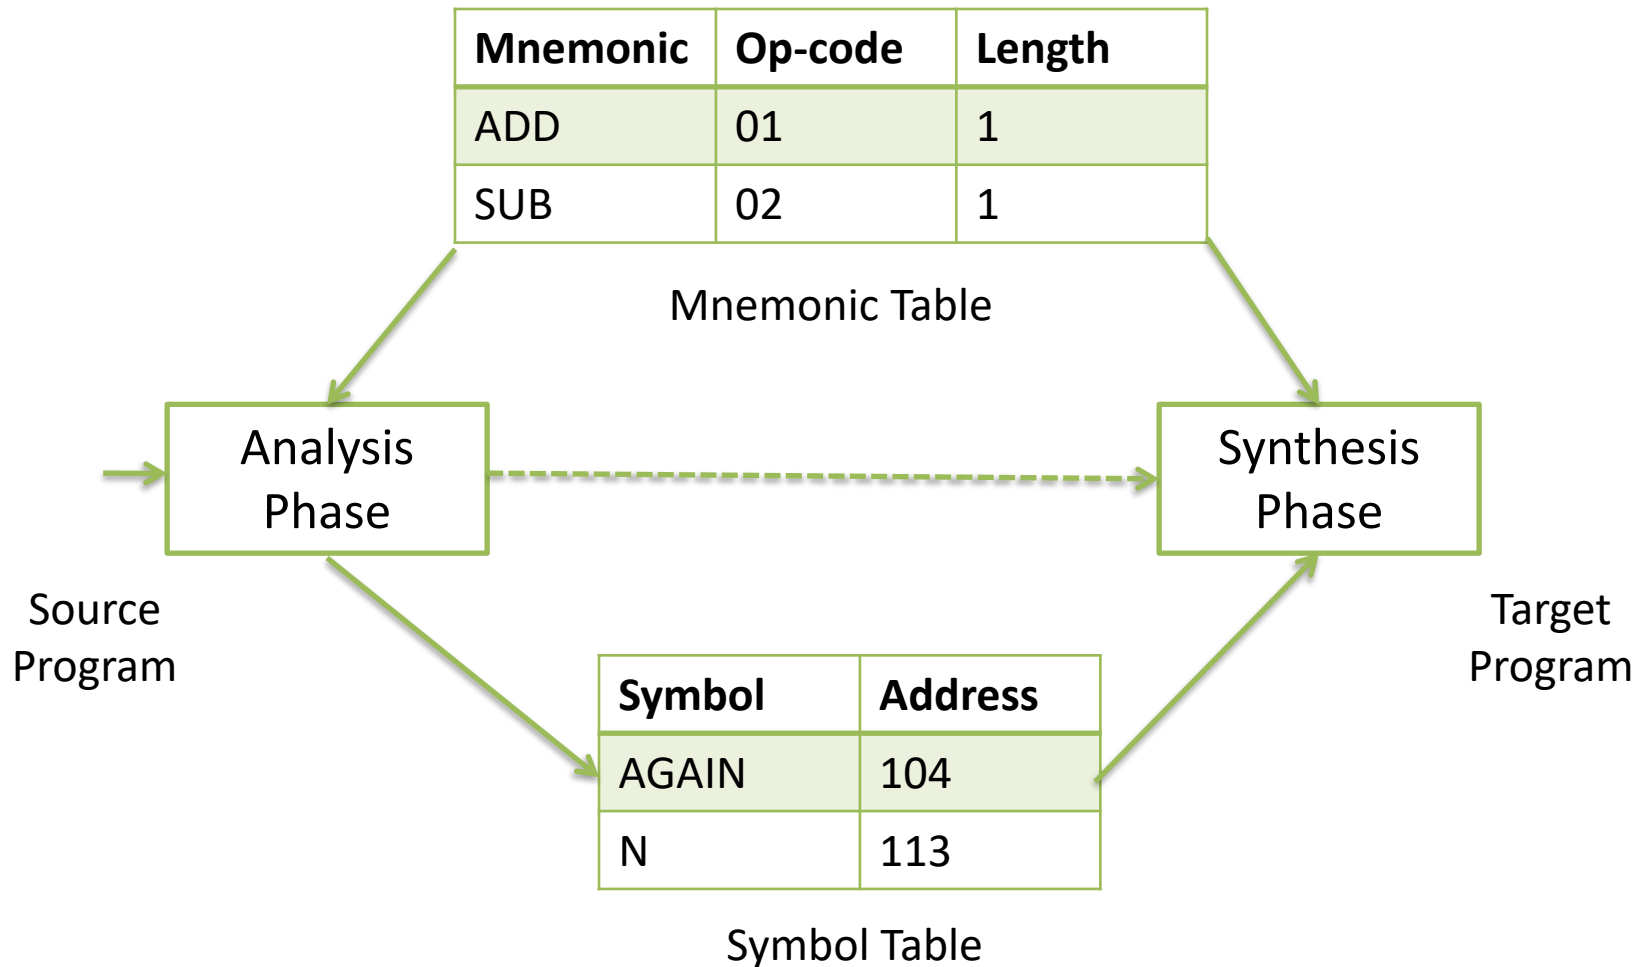 Mnemonic Op-code Length
ADD 01 1
SUB 02 1
Mnemonic Table
Analysis
Phase
Synthesis
Phase
Source
Program
Target
Program
Symbol Address
AGAIN 104
N 113
Symbol Table